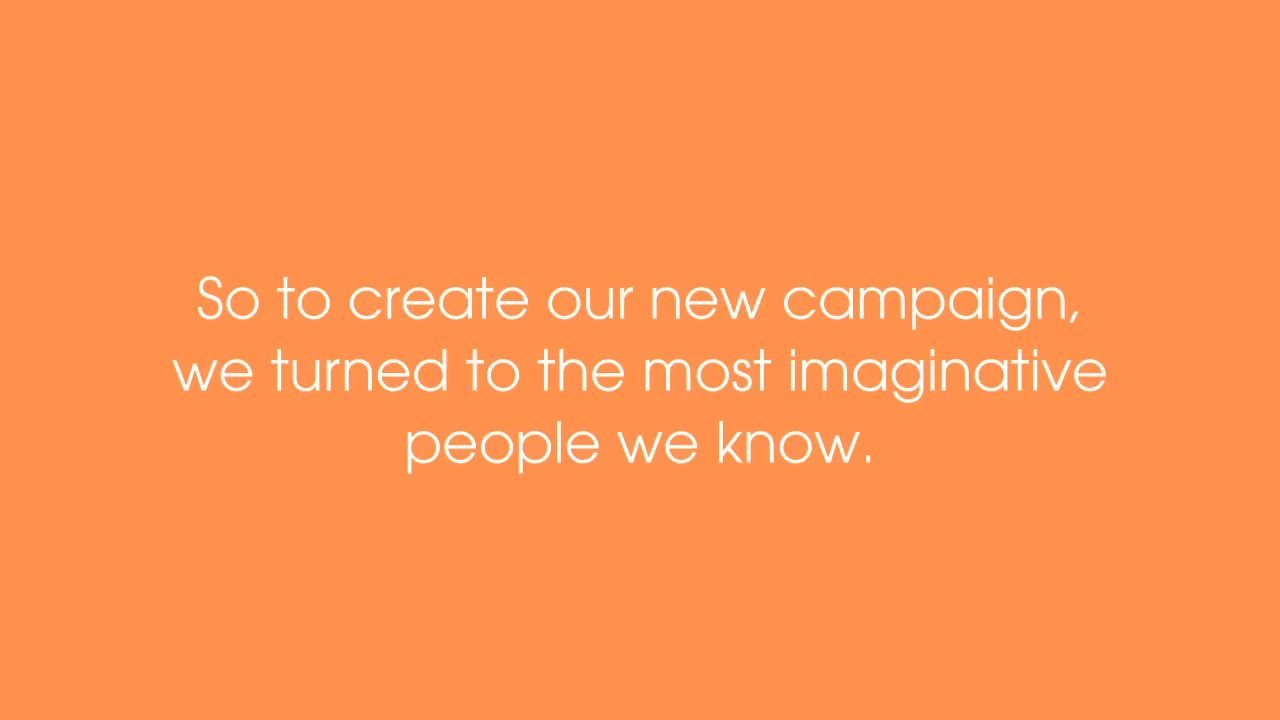 So to create our new campaign,
we turned to the most imaginative
people we know.